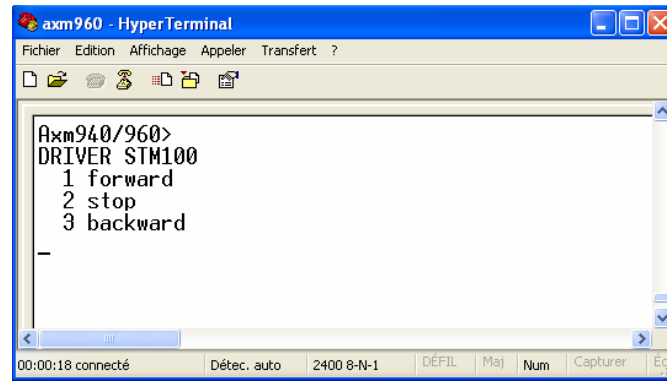 axm960 - HyperTerminal
Fichier Edition Affichage Appeler Transfert ?
Axm940/960>
DRIVER STM100
1 forward
2 stop
3 backward
00:00:18 connecté Détec. auto 2400 8-N-1 DÉFIL Maj Num Capturer